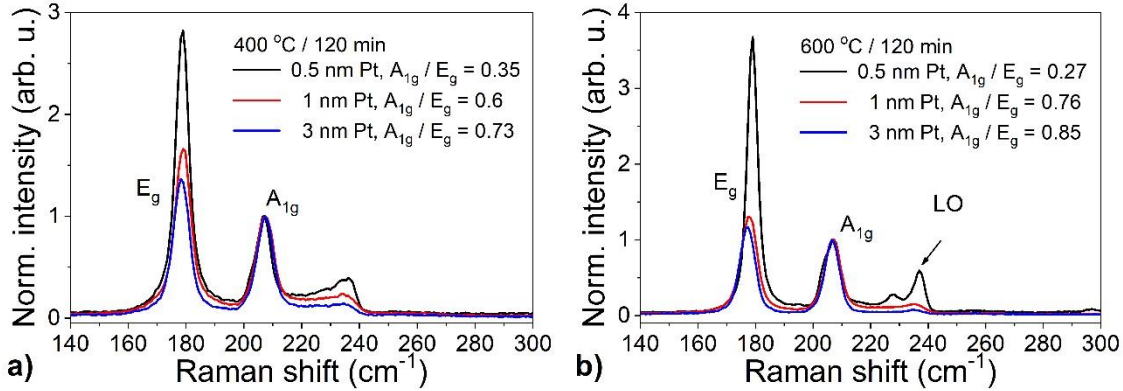 Norm. intensity (arb. u.)
3
2
1
0
400 °C / 120 min
0.5 nm Pt, A₁g / Eg = 0.35
1 nm Pt, A₁g / Eg = 0.6
3 nm Pt, A₁g / Eg = 0.73
Eg
A₁g
140 160 180 200 220 240 260 280 300
a)
Raman shift (cm⁻¹)
Norm. intensity (arb. u.)
4
3
2
1
0
600 °C / 120 min
0.5 nm Pt, A₁g / Eg = 0.27
1 nm Pt, A₁g / Eg = 0.76
3 nm Pt, A₁g / Eg = 0.85
Eg
A₁g
LO
140 160 180 200 220 240 260 280 300
b)
Raman shift (cm⁻¹)